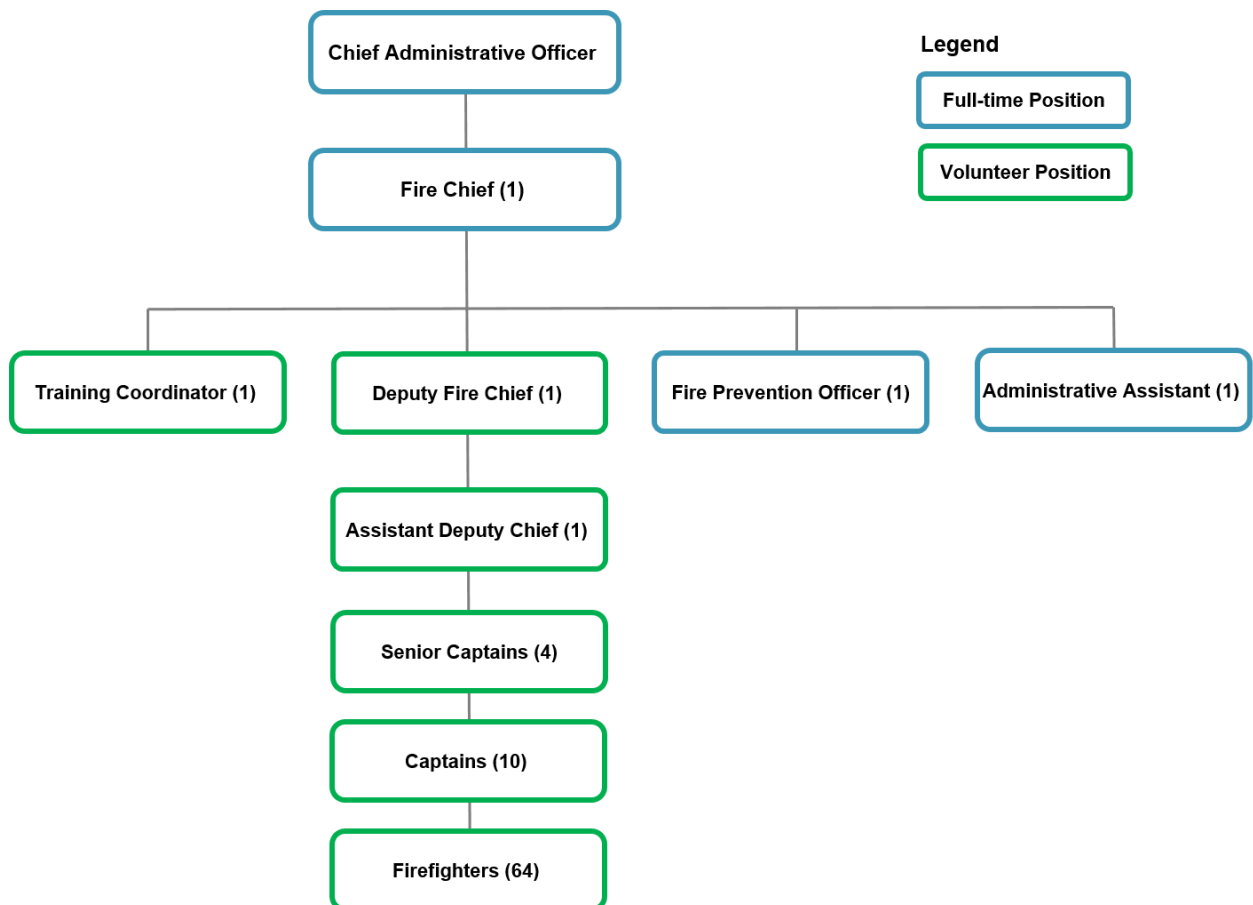 Chief Administrative Officer
Legend
Full-time Position
Volunteer Position
Fire Chief (1)
Training Coordinator (1)
Deputy Fire Chief (1)
Fire Prevention Officer (1)
Administrative Assistant (1)
Assistant Deputy Chief (1)
Senior Captains (4)
Captains (10)
Firefighters (64)